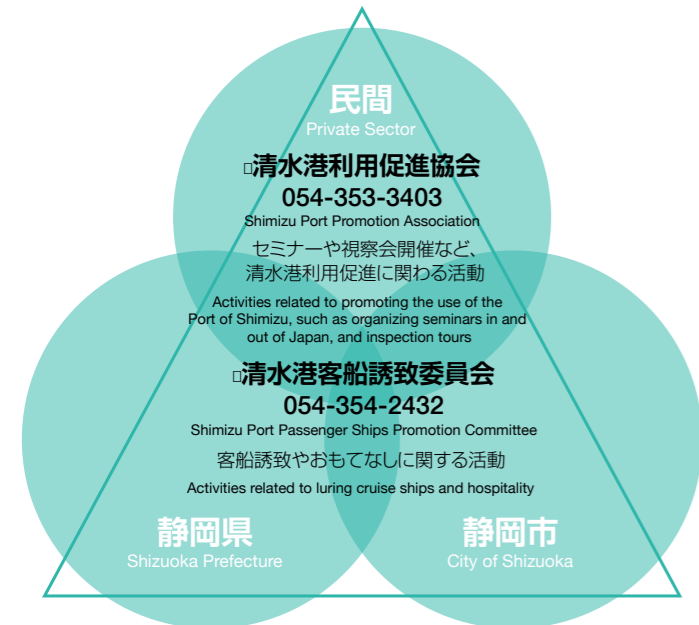 民間
Private Sector
□清水港利用促進協会
054-353-3403
Shimizu Port Promotion Association
セミナーや視察会開催など、
清水港利用促進に関わる活動
Activities related to promoting the use of the
Port of Shimizu, such as organizing seminars in and
out of Japan, and inspection tours
□清水港客船誘致委員会
054-354-2432
Shimizu Port Passenger Ships Promotion Committee
客船誘致やおもてなしに関する活動
Activities related to luring cruise ships and hospitality
静岡県
Shizuoka Prefecture
静岡市
City of Shizuoka